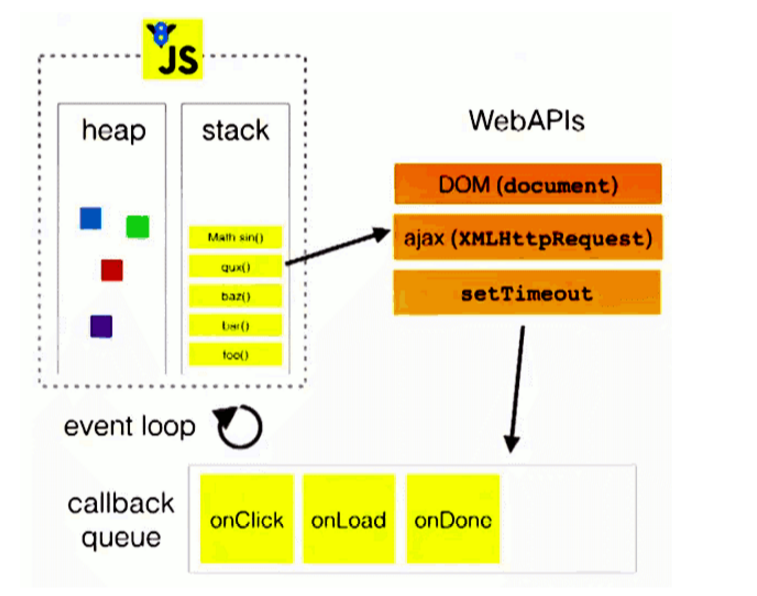 8
JS
heap
stack
Math sin()
qux()
baz()
bar()
foo()
WebAPIs
DOM (document)
ajax (XMLHttpRequest)
setTimeout
event loop
callback
queue
onClick
onLoad
onDone